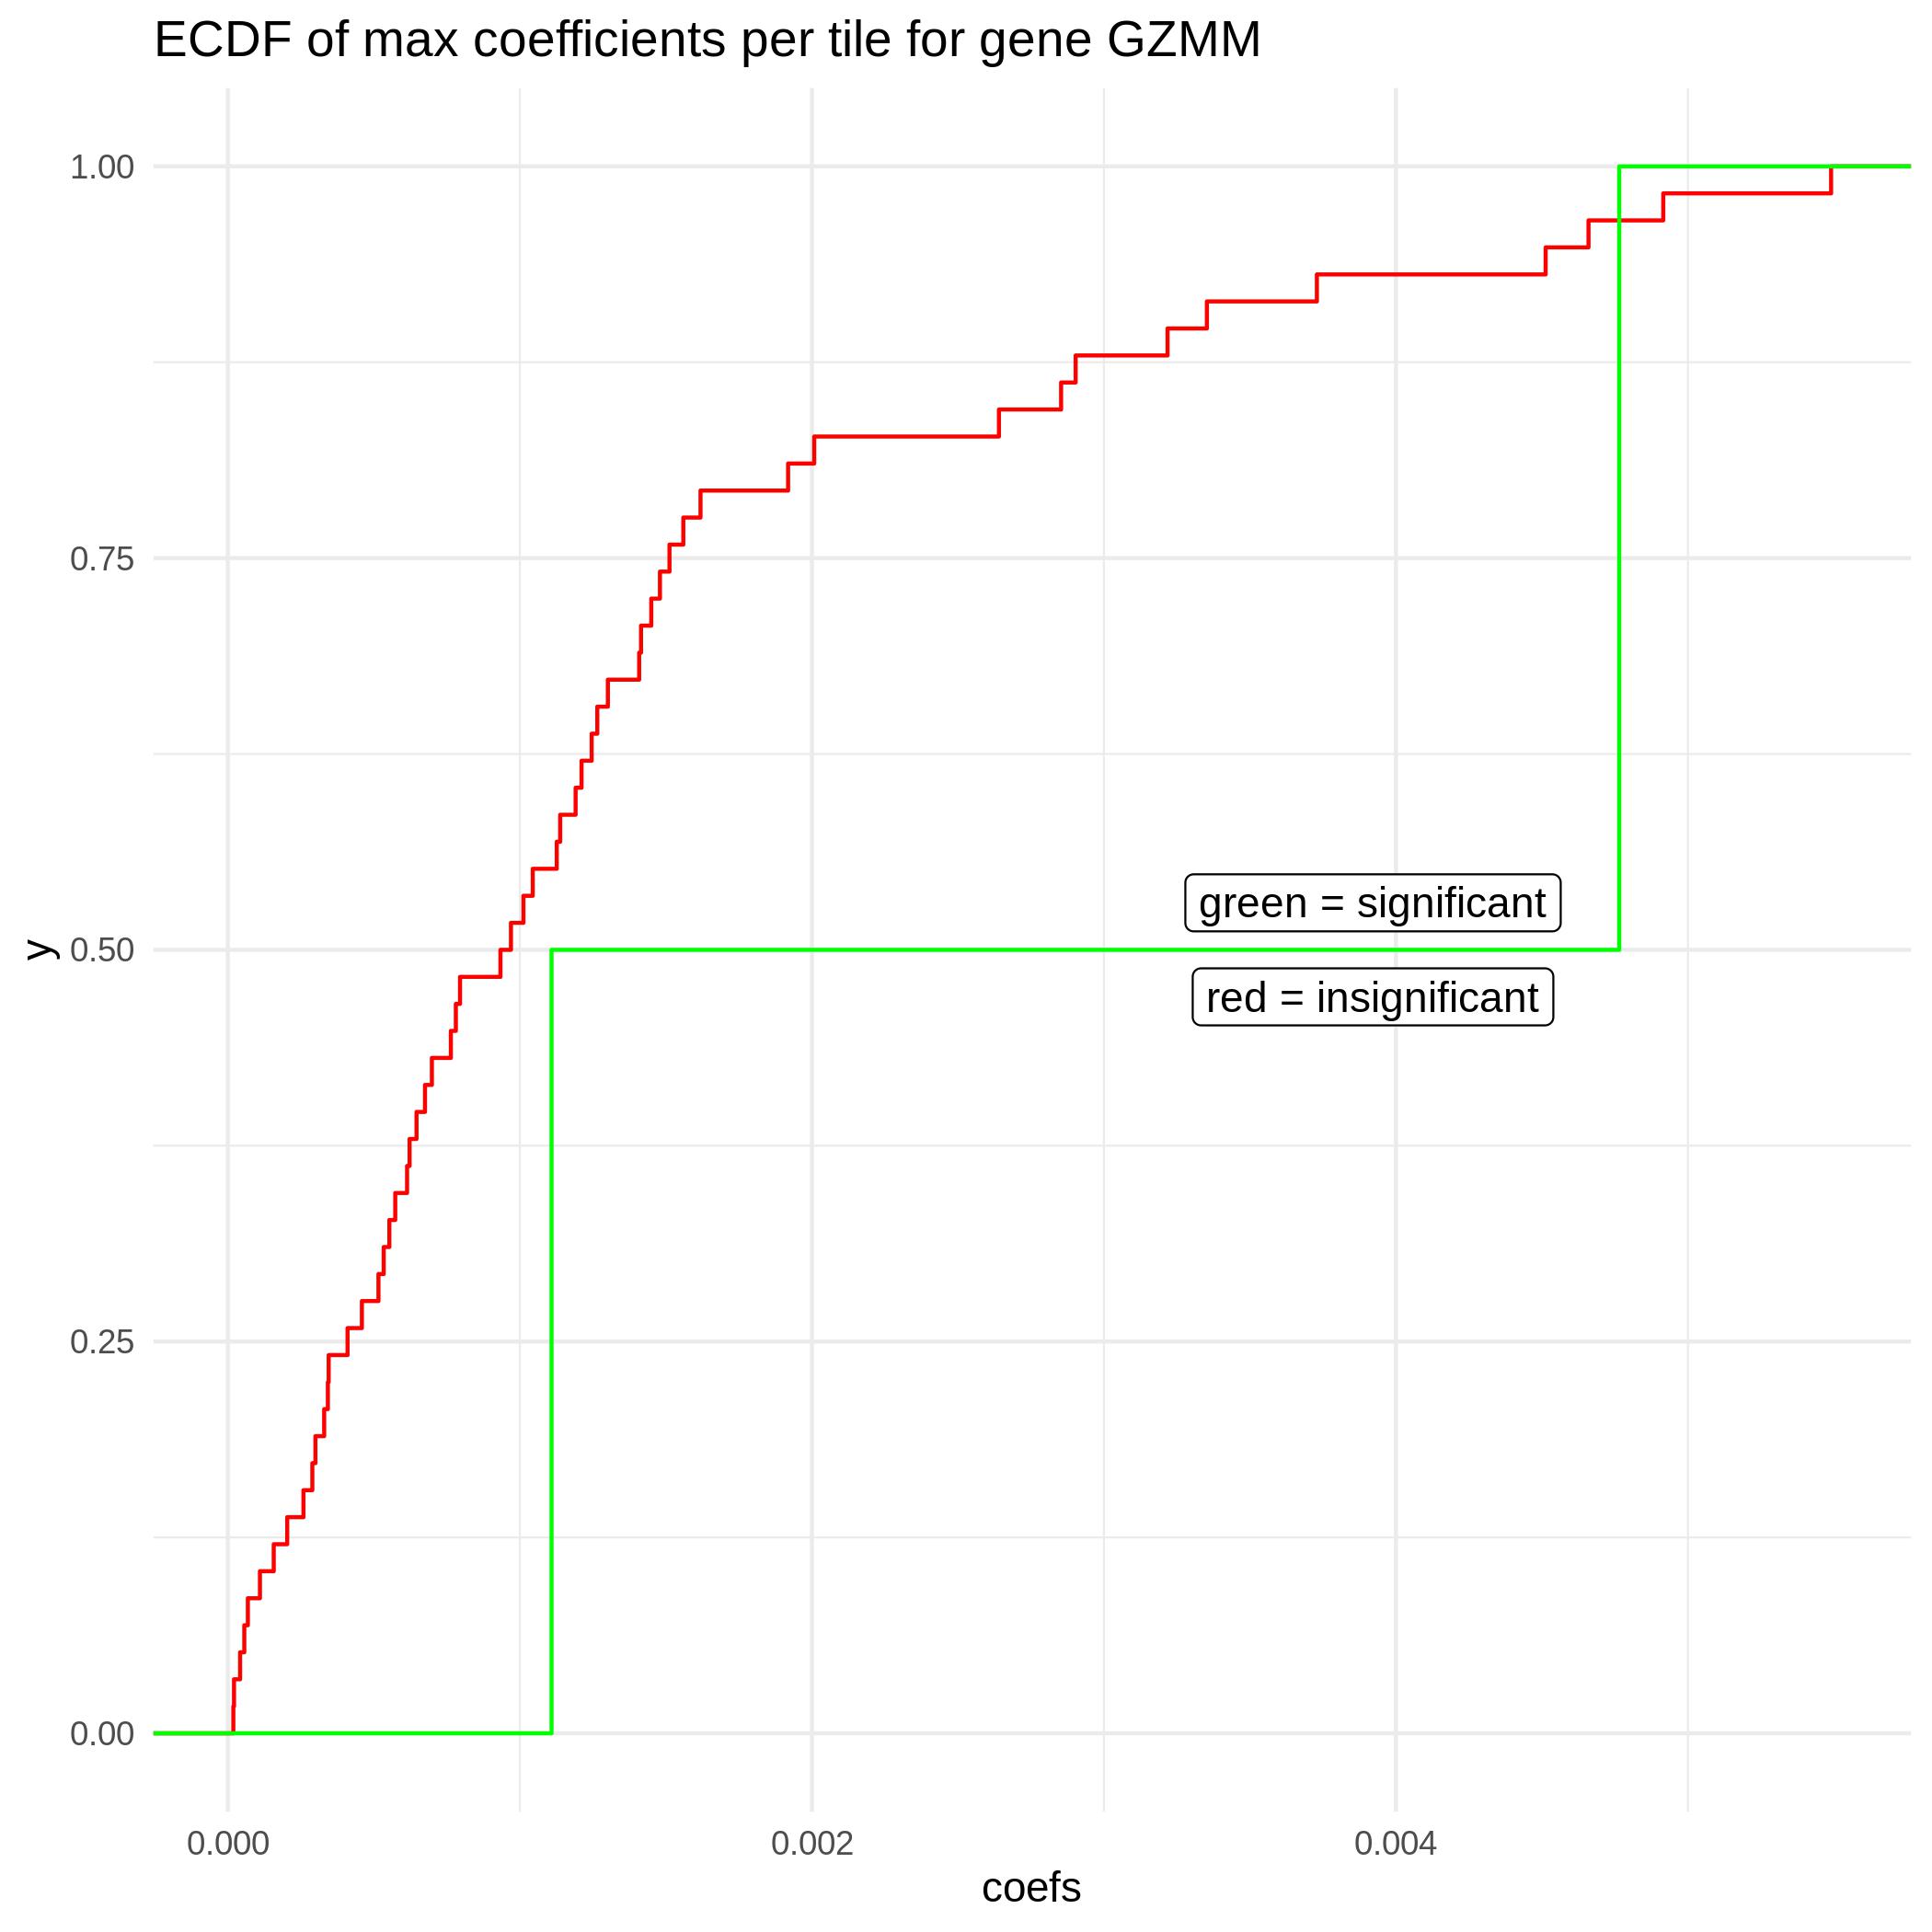 ECDF of max coefficients per tile for gene GZMM
1.00
0.75
0.50
0.25
0.00
y
green = significant
red = insignificant
0.000 0.002 0.004
coefs